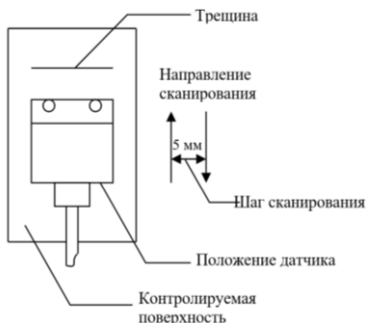 Трещина
Направление
сканирования
5 мм
Шаг сканирования
Положение датчика
Контролируемая
поверхность